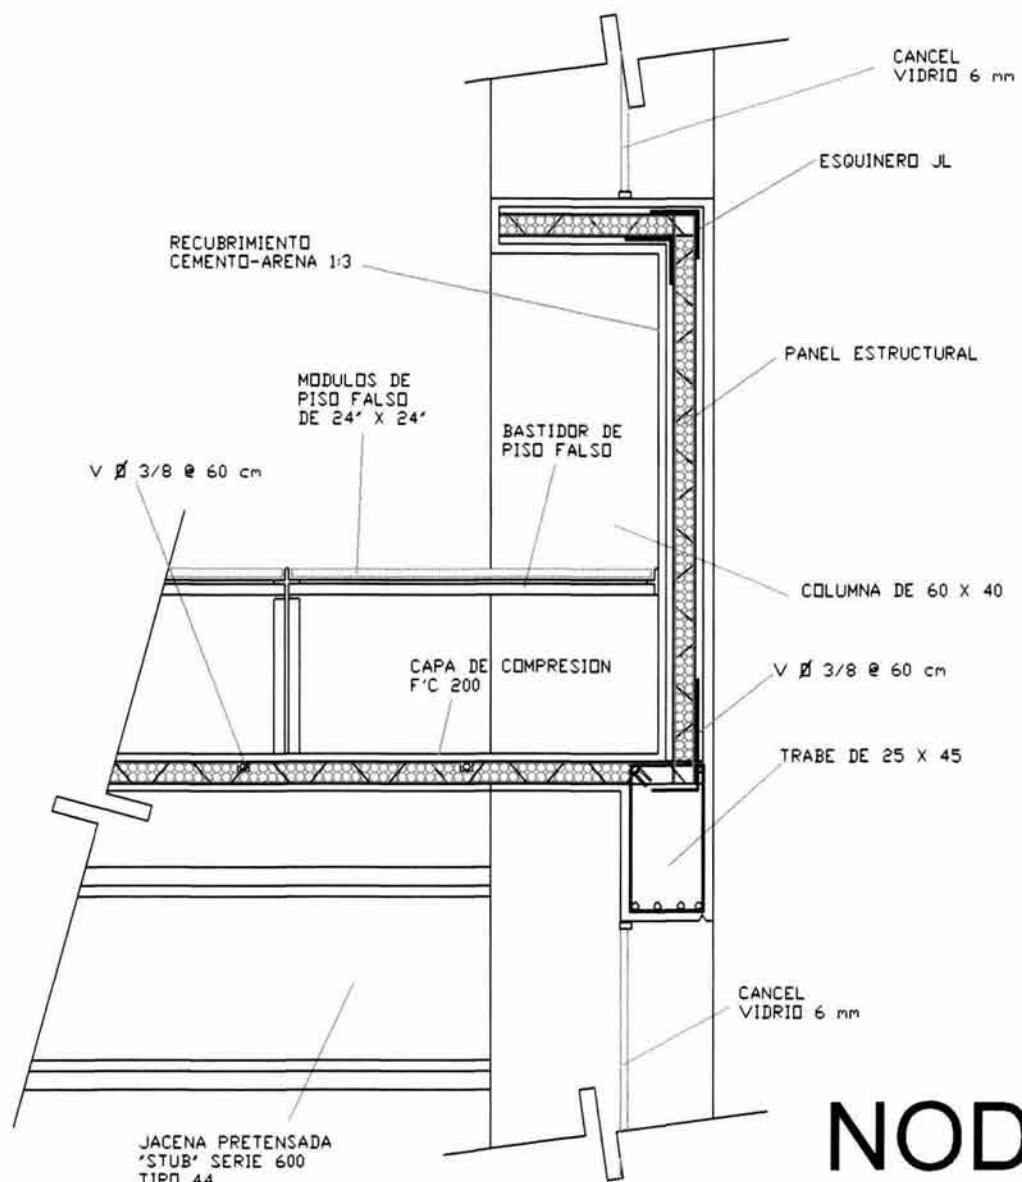 CANCEL
VIDRIO 6 mm
ESQUINERO JL
RECUBRIMIENTO
CEMENTO-ARENA 1:3
PANEL ESTRUCTURAL
MODULOS DE
PISO FALSO
DE 24" X 24"
BASTIDOR DE
PISO FALSO
V Ø 3/8 @ 60 cm
COLUMNA DE 60 X 40
CAPA DE COMPRESION
F'C 200
V Ø 3/8 @ 60 cm
TRABE DE 25 X 45
CANCEL
VIDRIO 6 mm
JACENA PRETENSADA
"STUB" SERIE 600
TIPO 44
NOD